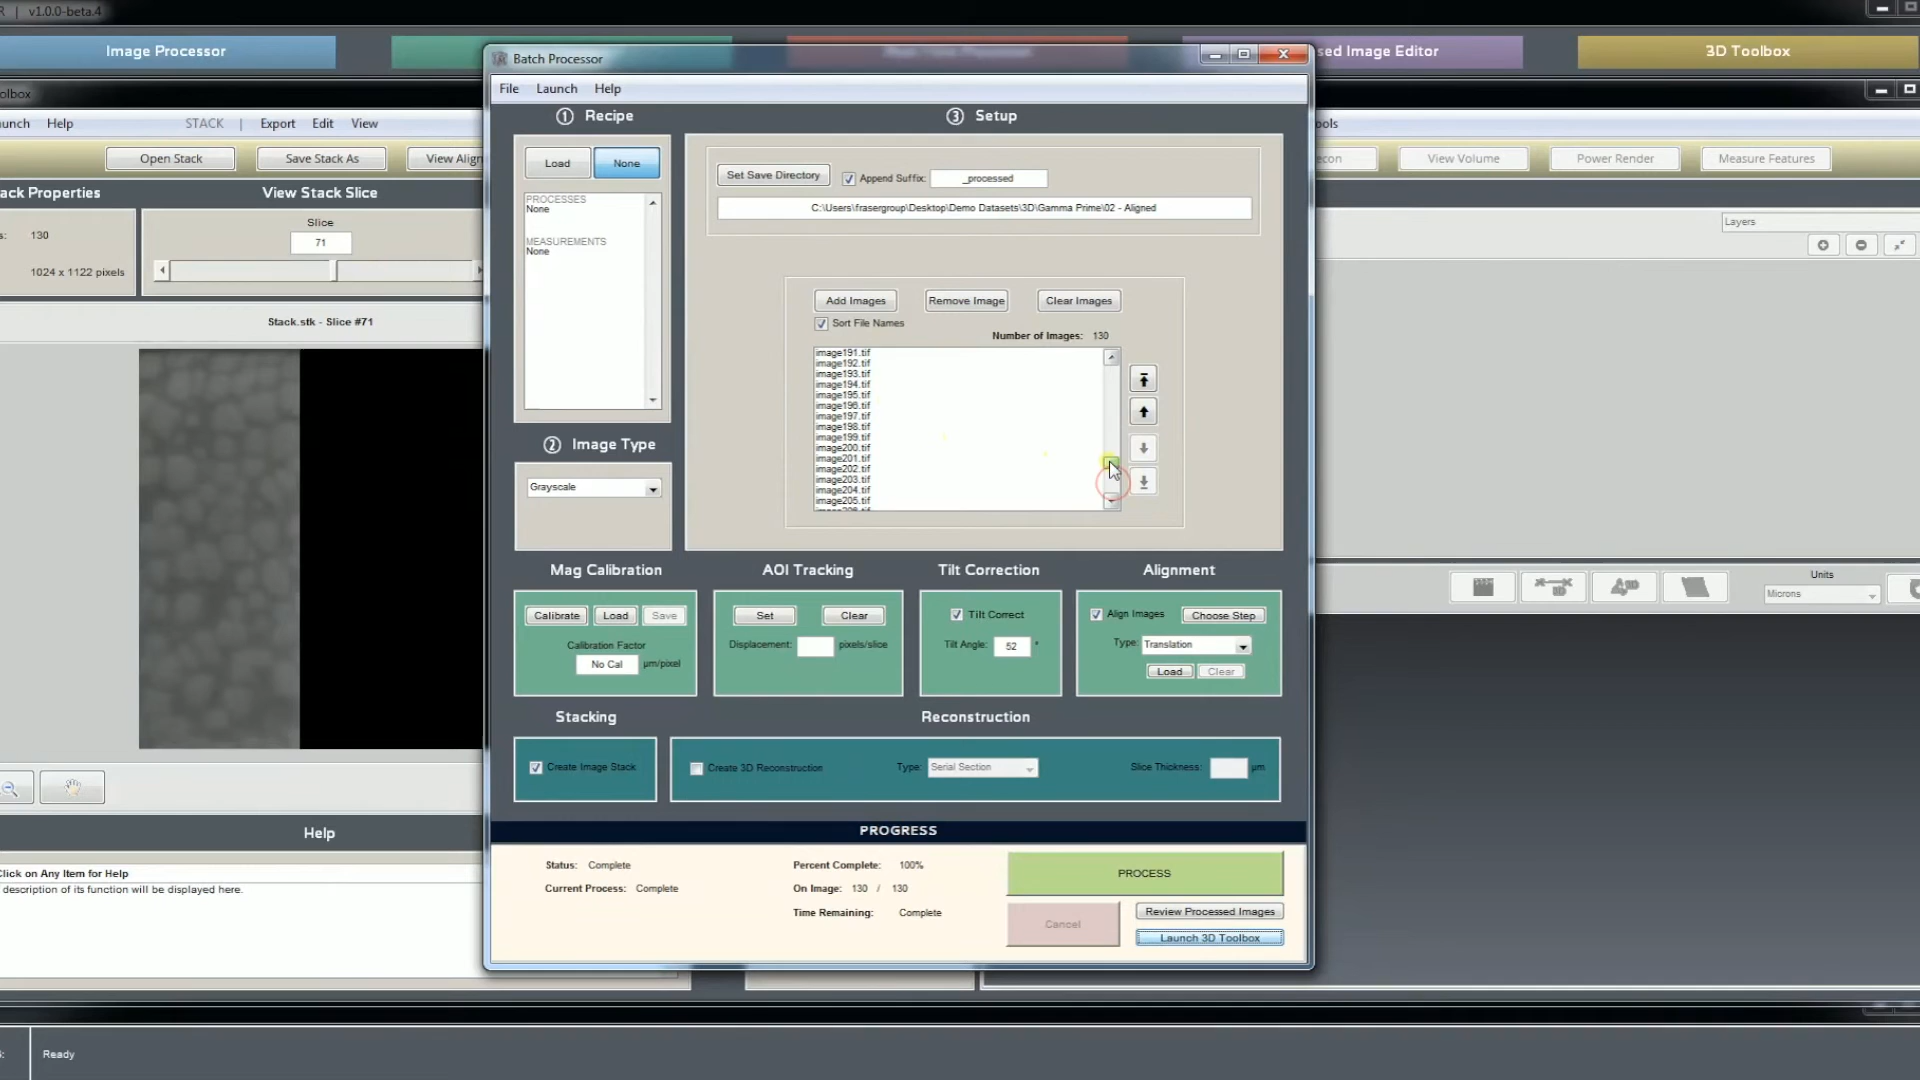 R | v1.0.0-beta.4
Image Processor
sed Image Editor
3D Toolbox
olbox
aunch Help STACK | Export Edit View
ools
Open Stack
Save Stack As
View Align
econ
View Volume
Power Render
Measure Features
ack Properties
View Stack Slice
Slice
s: 130
71
1024 x 1122 pixels
Stack.stk - Slice #71
Layers
Units
Microns
Help
Click on Any Item for Help
description of its function will be displayed here.
Ready
Batch Processor
File Launch Help
1 Recipe
Load None
PROCESSES
None
MEASUREMENTS
None
2 Image Type
Grayscale
3 Setup
Set Save Directory Append Suffix: _processed
C:\Users\frasergroup\Desktop\Demo Datasets\3D\Gamma Prime\02 - Aligned
Add Images Remove Image Clear Images
Sort File Names
Number of Images: 130
image191.tif
image192.tif
image193.tif
image194.tif
image195.tif
image196.tif
image197.tif
image198.tif
image199.tif
image200.tif
image201.tif
image202.tif
image203.tif
image204.tif
image205.tif
image206.tif
Mag Calibration
Calibrate Load Save
Calibration Factor
No Cal µm/pixel
AOI Tracking
Set Clear
Displacement: pixels/slice
Tilt Correction
Tilt Correct
Tilt Angle: 52 °
Alignment
Align Images Choose Step
Type: Translation
Load Clear
Stacking
Create Image Stack
Reconstruction
Create 3D Reconstruction Type: Serial Section Slice Thickness: µm
PROGRESS
Status: Complete
Current Process: Complete
Percent Complete: 100%
On Image: 130 / 130
Time Remaining: Complete
PROCESS
Cancel
Review Processed Images
Launch 3D Toolbox